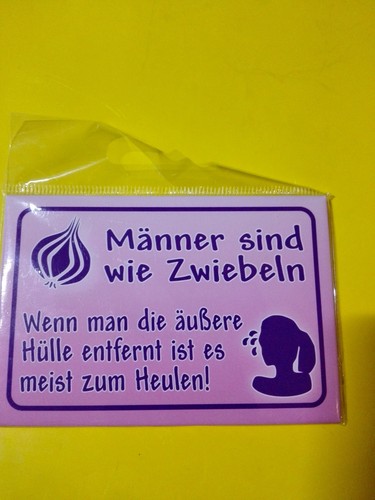 Männer sind
wie Zwiebeln
Wenn man die äußere
Hülle entfernt ist es
meist zum Heulen!